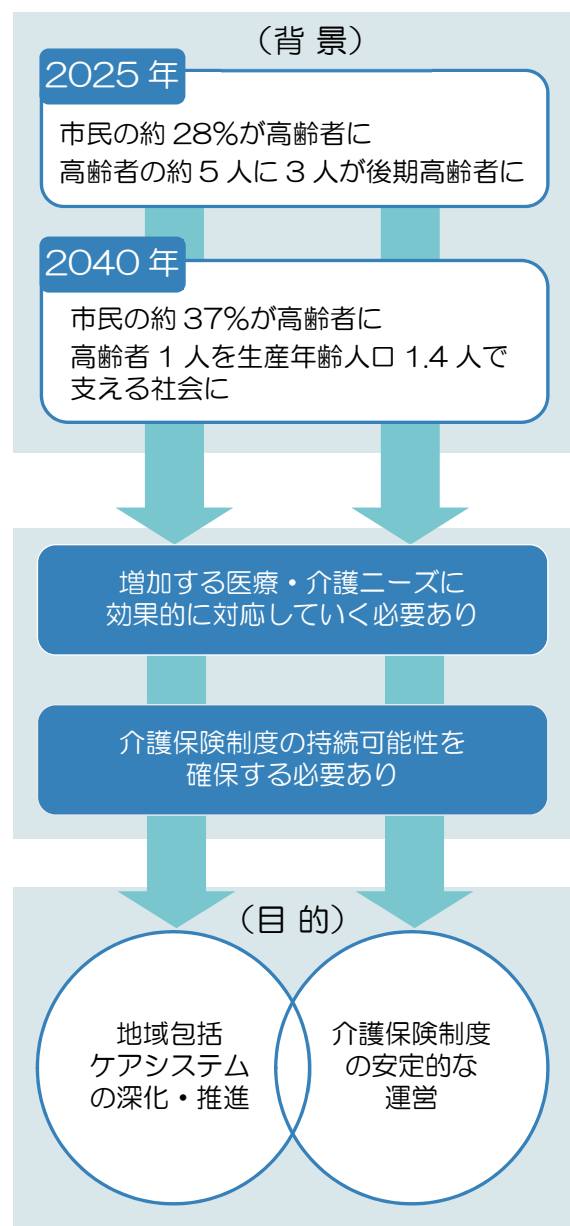 （背 景）
2025 年
市民の約 28％が高齢者に
高齢者の約 5 人に 3 人が後期高齢者に
2040 年
市民の約 37％が高齢者に
高齢者 1 人を生産年齢人口 1.4 人で
支える社会に
増加する医療・介護ニーズに
効果的に対応していく必要あり
介護保険制度の持続可能性を
確保する必要あり
（目 的）
地域包括
ケアシステム
の深化・推進
介護保険制度
の安定的な
運営